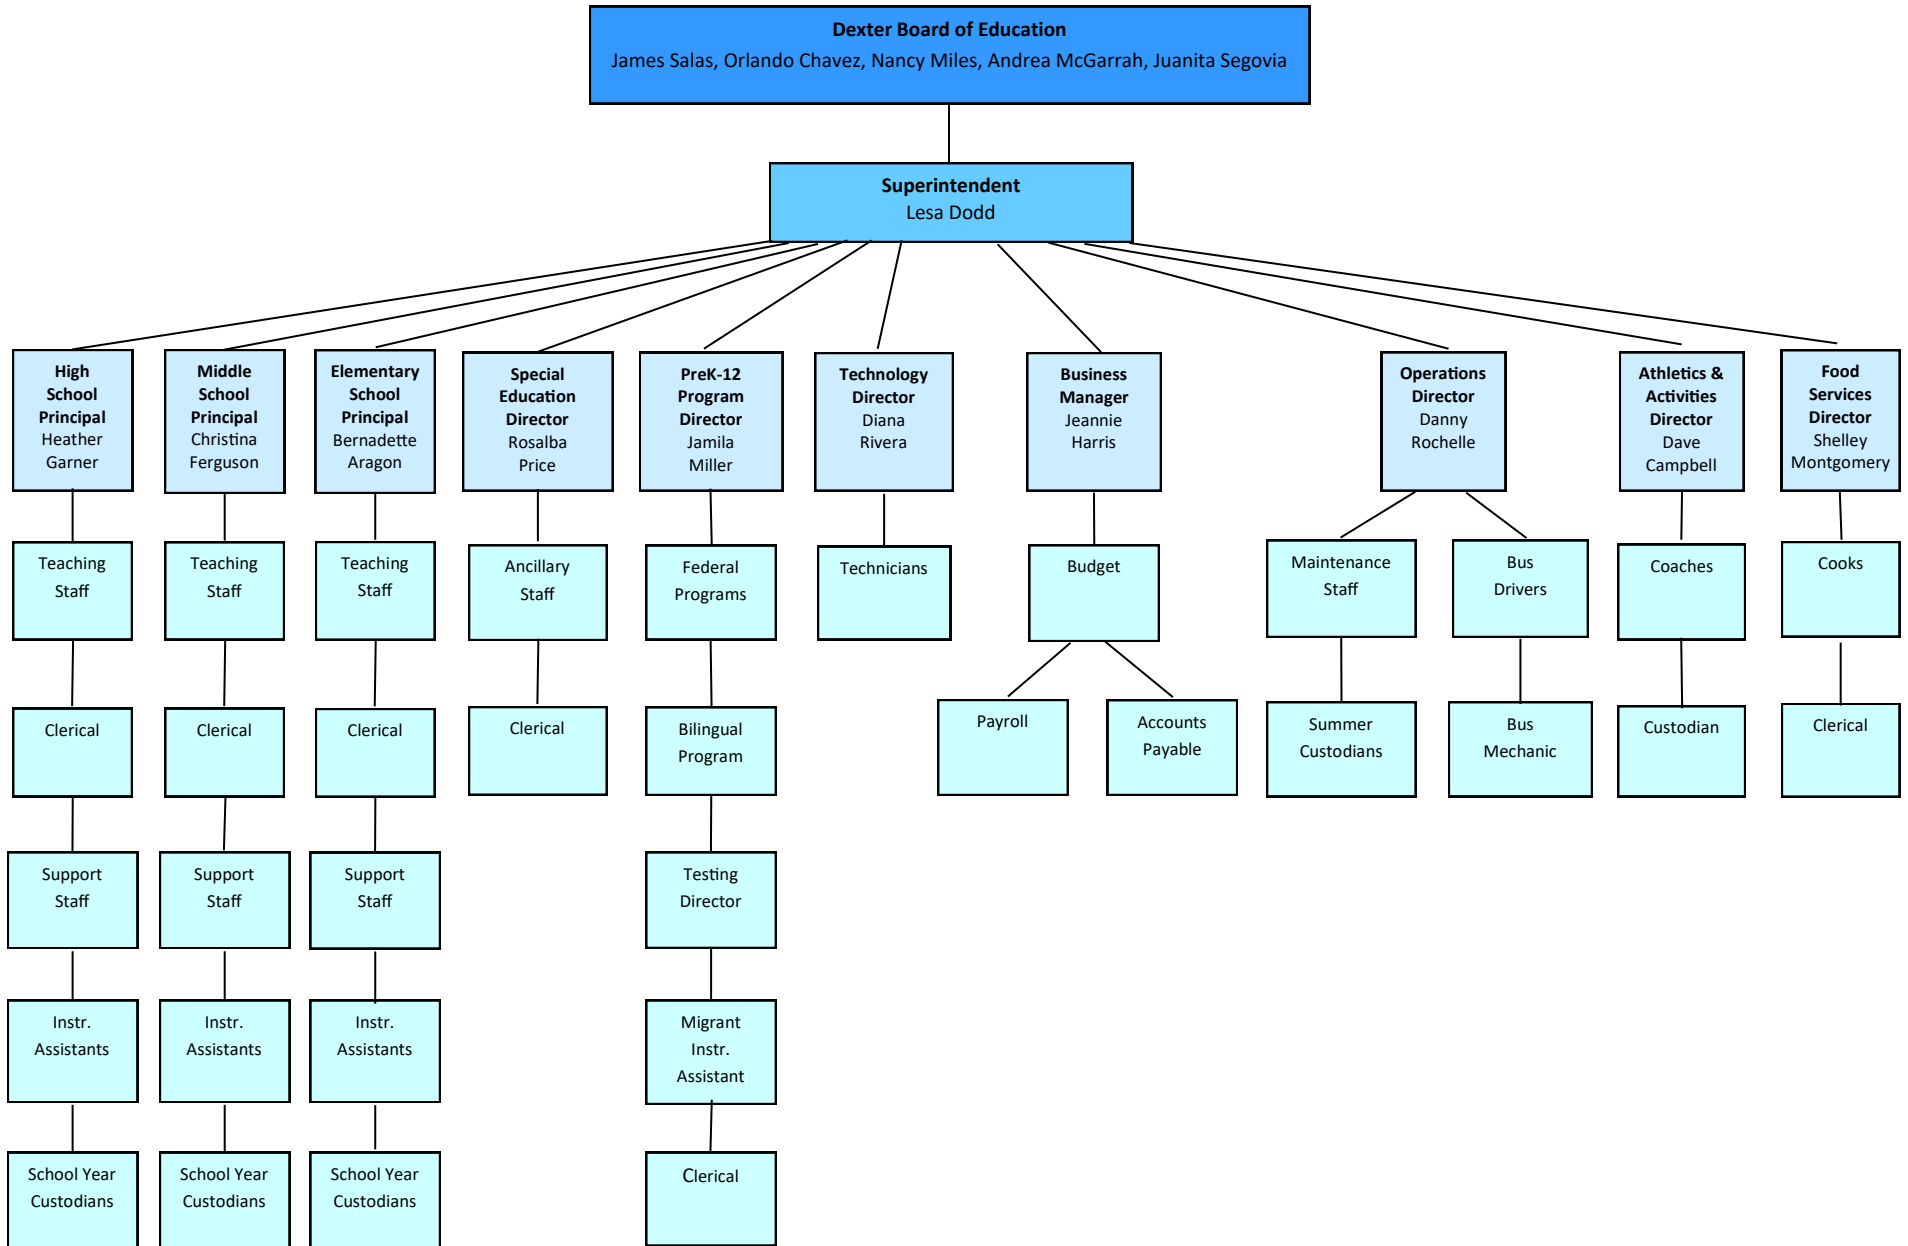 Dexter Board of Education
James Salas, Orlando Chavez, Nancy Miles, Andrea McGarrah, Juanita Segovia
Superintendent
Lesa Dodd
High
School
Principal
Heather
Garner
Middle
School
Principal
Christina
Ferguson
Elementary
School
Principal
Bernadette
Aragon
Special
Education
Director
Rosalba
Price
PreK-12
Program
Director
Jamila
Miller
Technology
Director
Diana
Rivera
Business
Manager
Jeannie
Harris
Operations
Director
Danny
Rochelle
Athletics &
Activities
Director
Dave
Campbell
Food
Services
Director
Shelley
Montgomery
Teaching
Staff
Teaching
Staff
Teaching
Staff
Ancillary
Staff
Federal
Programs
Technicians
Budget
Maintenance
Staff
Bus
Drivers
Coaches
Cooks
Clerical
Clerical
Clerical
Clerical
Bilingual
Program
Payroll
Accounts
Payable
Summer
Custodians
Bus
Mechanic
Custodian
Clerical
Support
Staff
Support
Staff
Support
Staff
Testing
Director
Instr.
Assistants
Instr.
Assistants
Instr.
Assistants
Migrant
Instr.
Assistant
School Year
Custodians
School Year
Custodians
School Year
Custodians
Clerical